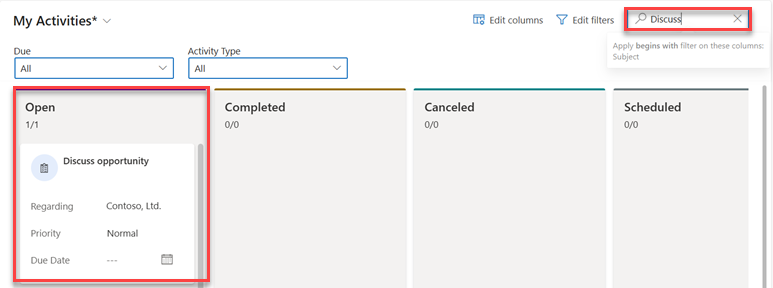 My Activities*
Edit columns
Edit filters
Discuss
Apply begins with filter on these columns:
Subject
Due
Activity Type
All
All
Open
1/1
Completed
0/0
Canceled
0/0
Scheduled
0/0
Discuss opportunity
Regarding Contoso, Ltd.
Priority Normal
Due Date ---